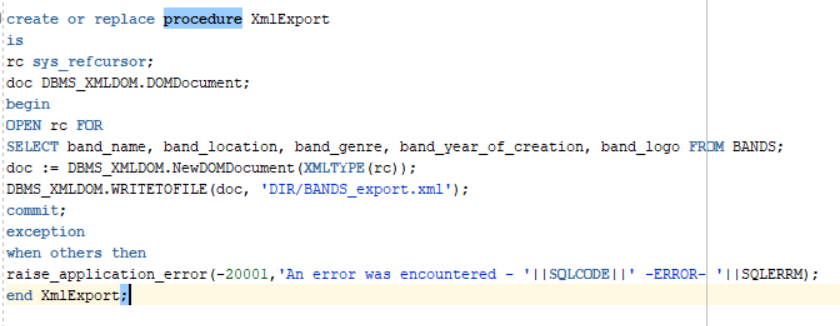 create or replace procedure XmlExport
is
rc sys_refcursor;
doc DBMS_XMLDOM.DOMDocument;
begin
OPEN rc FOR
SELECT band_name, band_location, band_genre, band_year_of_creation, band_logo FROM BANDS;
doc := DBMS_XMLDOM.NewDOMDocument(XMLTYPE(rc));
DBMS_XMLDOM.WRITETOFILE(doc, 'DIR/BANDS_export.xml');
commit;
exception
when others then
raise_application_error(-20001,'An error was encountered - '||SQLCODE||' -ERROR- '||SQLERRM);
end XmlExport;